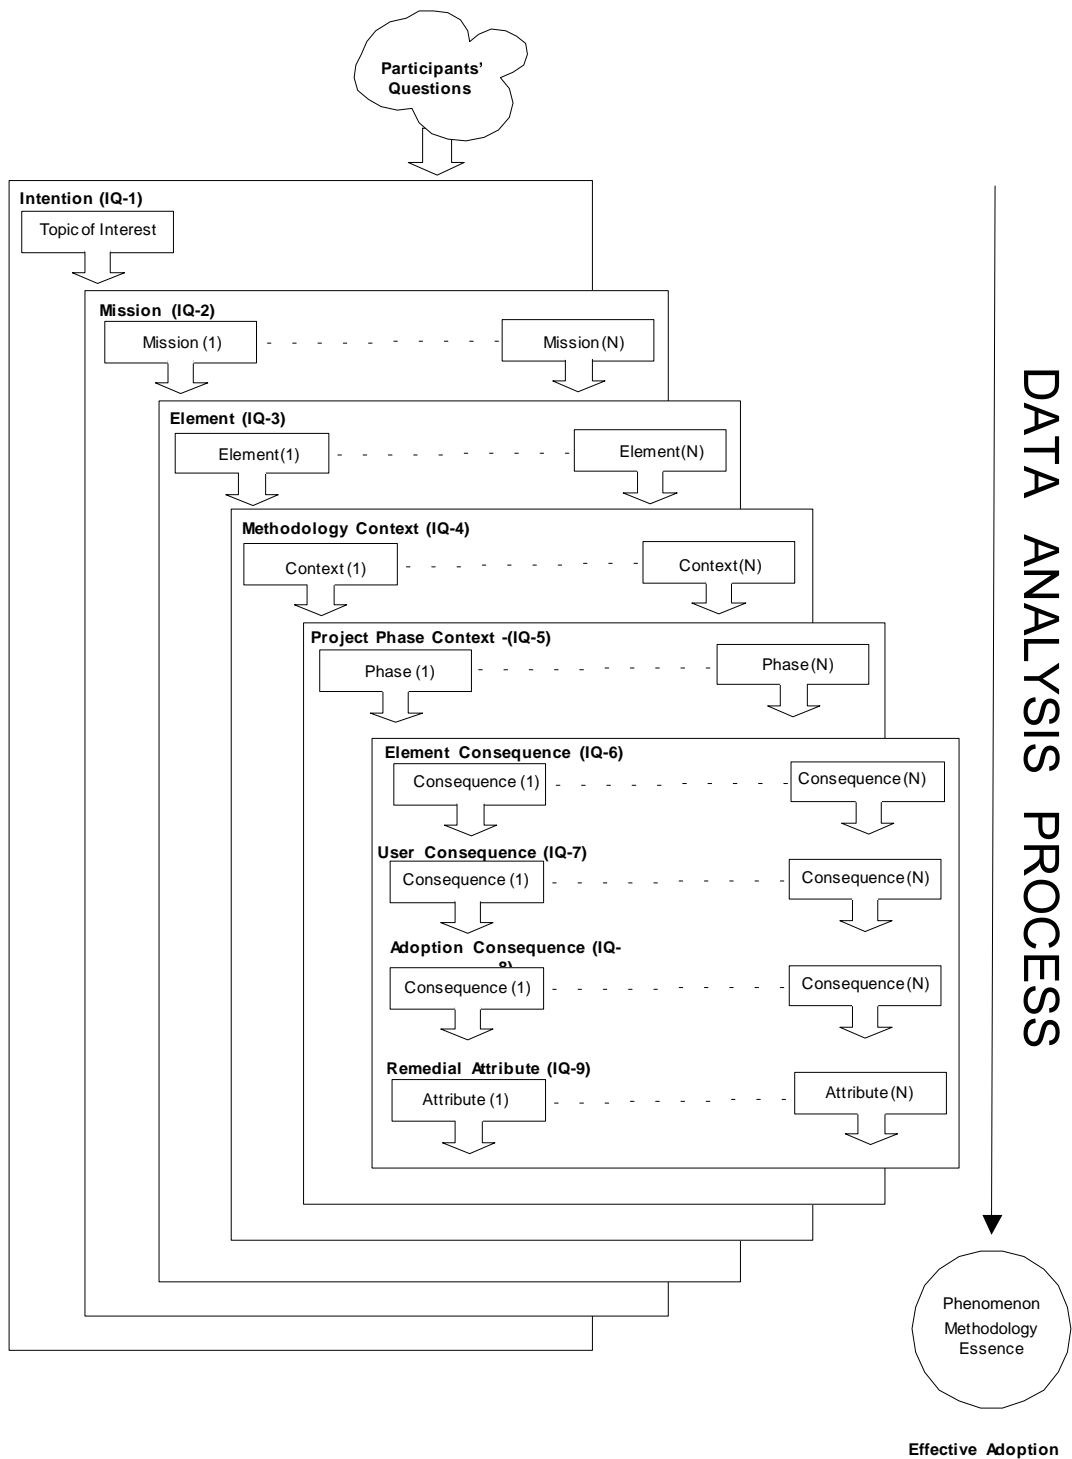 Participants'
Questions
Intention (IQ-1)
Topic of Interest
Mission (IQ-2)
Mission (1)
Mission (N)
Element (IQ-3)
Element (1)
Element (N)
Methodology Context (IQ-4)
Context (1)
Context (N)
Project Phase Context -(IQ-5)
Phase (1)
Phase (N)
Element Consequence (IQ-6)
Consequence (1)
Consequence (N)
User Consequence (IQ-7)
Consequence (1)
Consequence (N)
Adoption Consequence (IQ-
8)
Consequence (1)
Consequence (N)
Remedial Attribute (IQ-9)
Attribute (1)
Attribute (N)
DATA ANALYSIS PROCESS
Phenomenon
Methodology
Essence
Effective Adoption